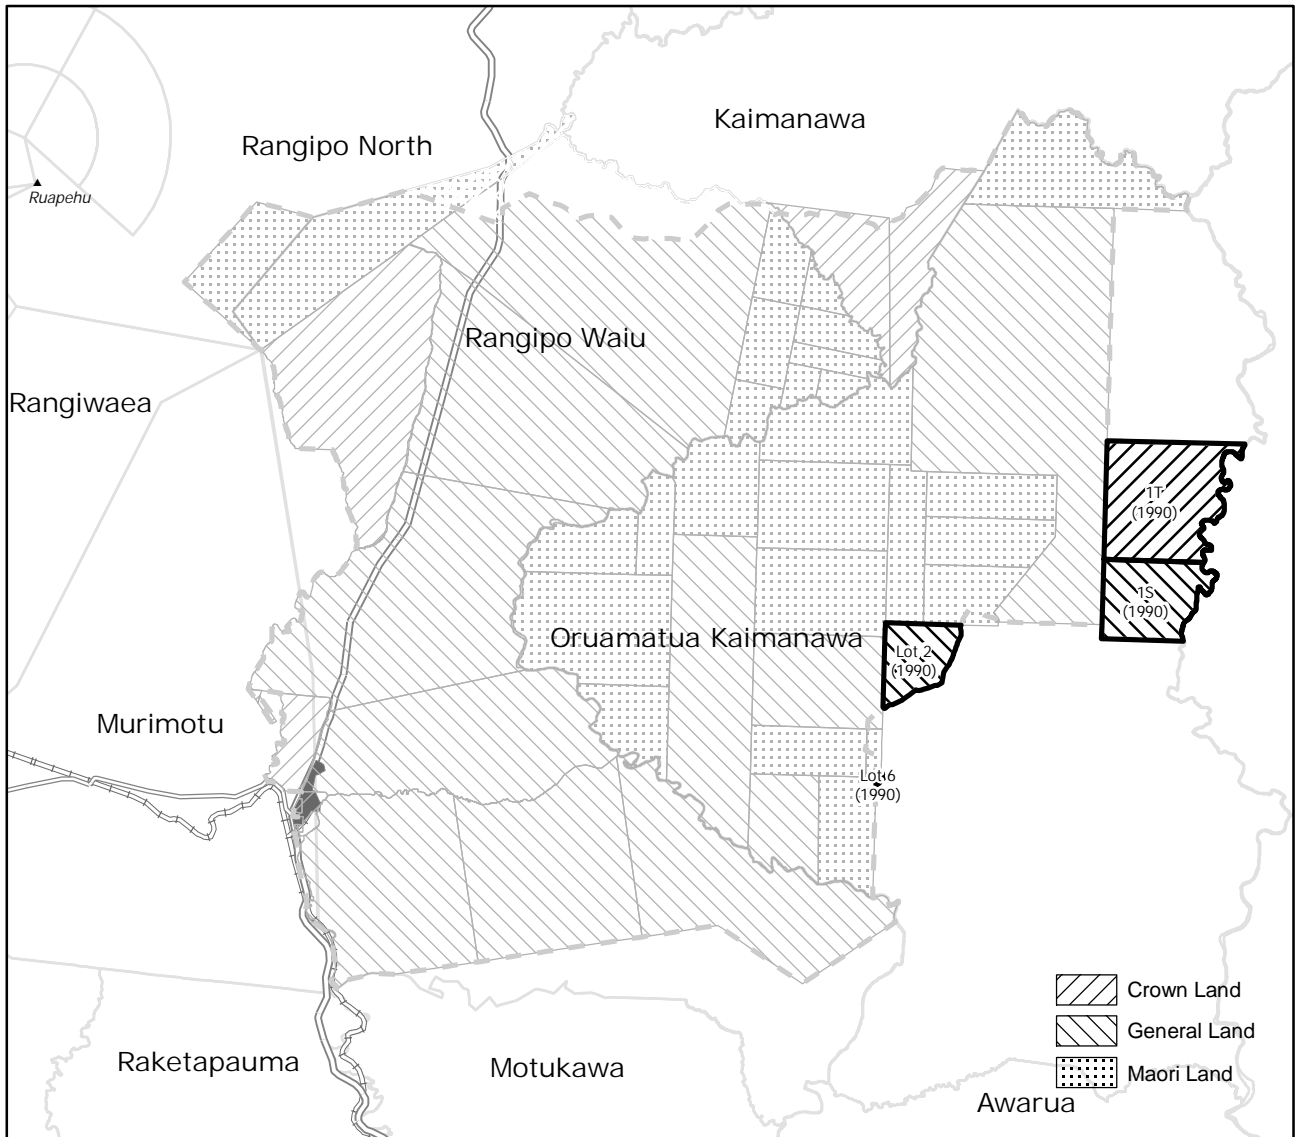 Kaimanawa
Rangipo North
Ruapehu
Rangipo Waiu
Rangiwaea
1T
(1990)
1S
(1990)
Oruamatua Kaimanawa
Lot 2
(1990)
Murimotu
Lot 6
(1990)
Crown Land
General Land
Maori Land
Raketapauma
Motukawa
Awarua